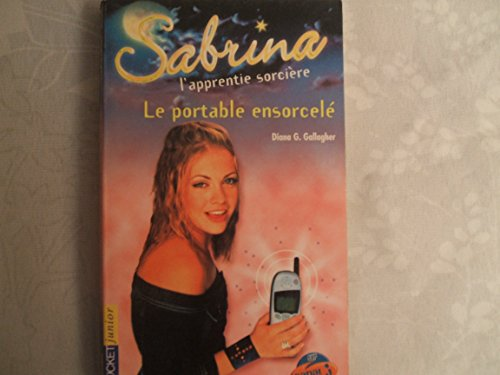 Sabrina
l'apprentie sorcière
Le portable ensorcelé
Diana G. Gallagher
POCKET junior